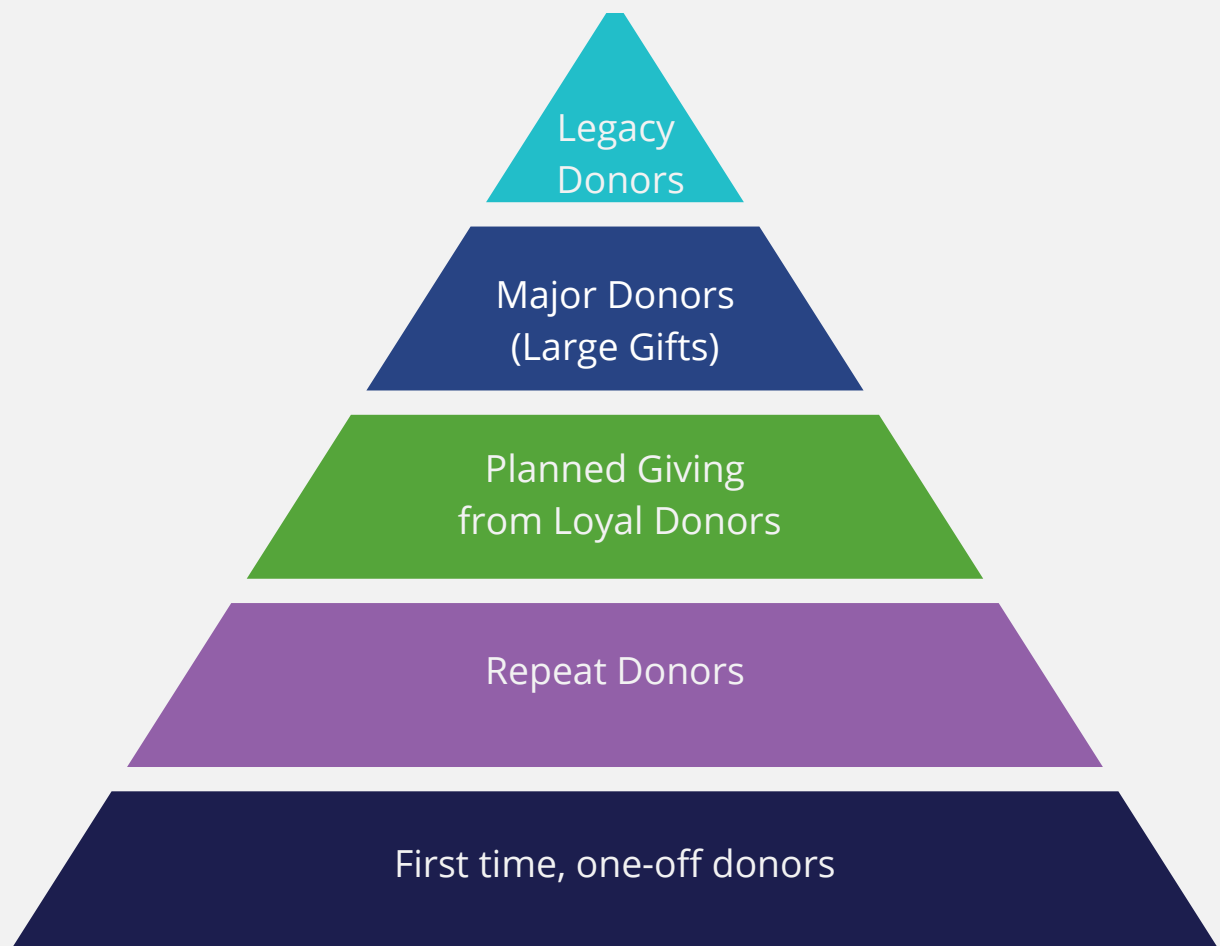 Legacy
Donors
Major Donors
(Large Gifts)
Planned Giving
from Loyal Donors
Repeat Donors
First time, one-off donors